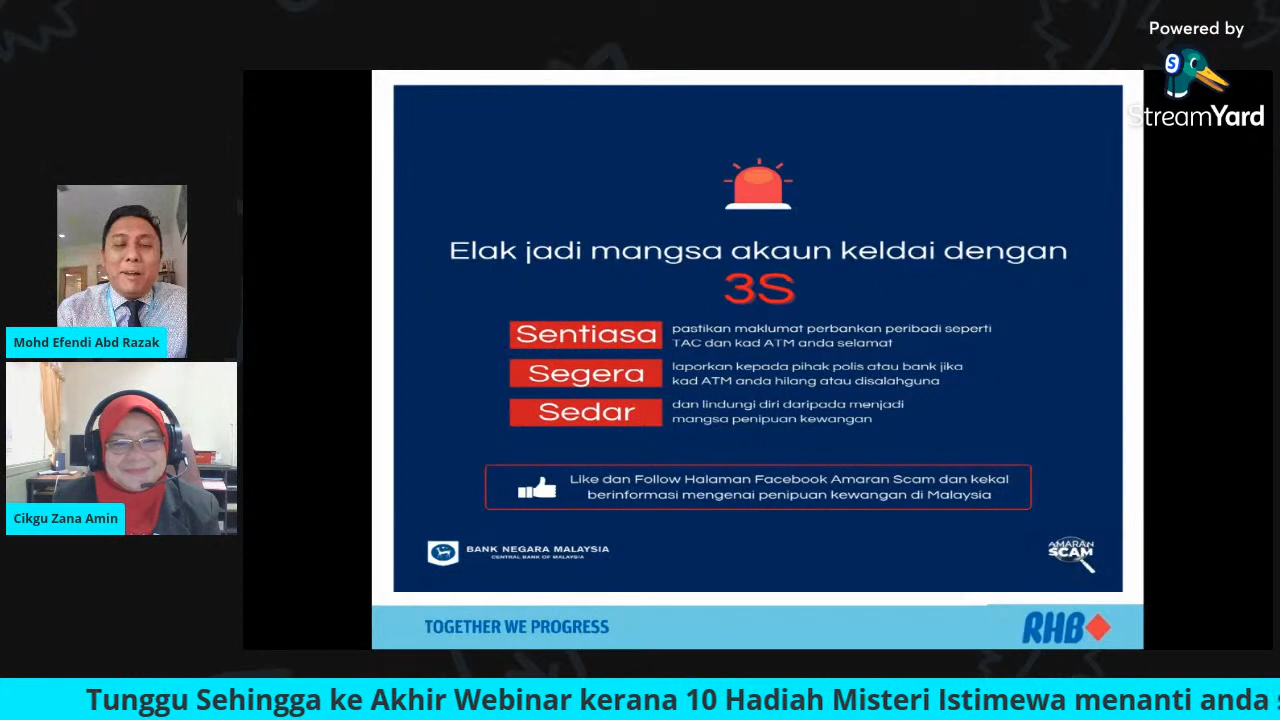 Powered by
S
StreamYard
Elak jadi mangsa akaun keldai dengan
3S
Sentiasa
pastikan maklumat perbankan peribadi seperti
TAC dan kad ATM anda selamat
Segera
laporkan kepada pihak polis atau bank jika
kad ATM anda hilang atau disalahguna
Sedar
dan lindungi diri daripada menjadi
mangsa penipuan kewangan
Like dan Follow Halaman Facebook Amaran Scam dan kekal
berinformasi mengenai penipuan kewangan di Malaysia
BANK NEGARA MALAYSIA
CENTRAL BANK OF MALAYSIA
AMARAN
SCAM
TOGETHER WE PROGRESS
RHB
Mohd Efendi Abd Razak
Cikgu Zana Amin
Tunggu Sehingga ke Akhir Webinar kerana 10 Hadiah Misteri Istimewa menanti anda